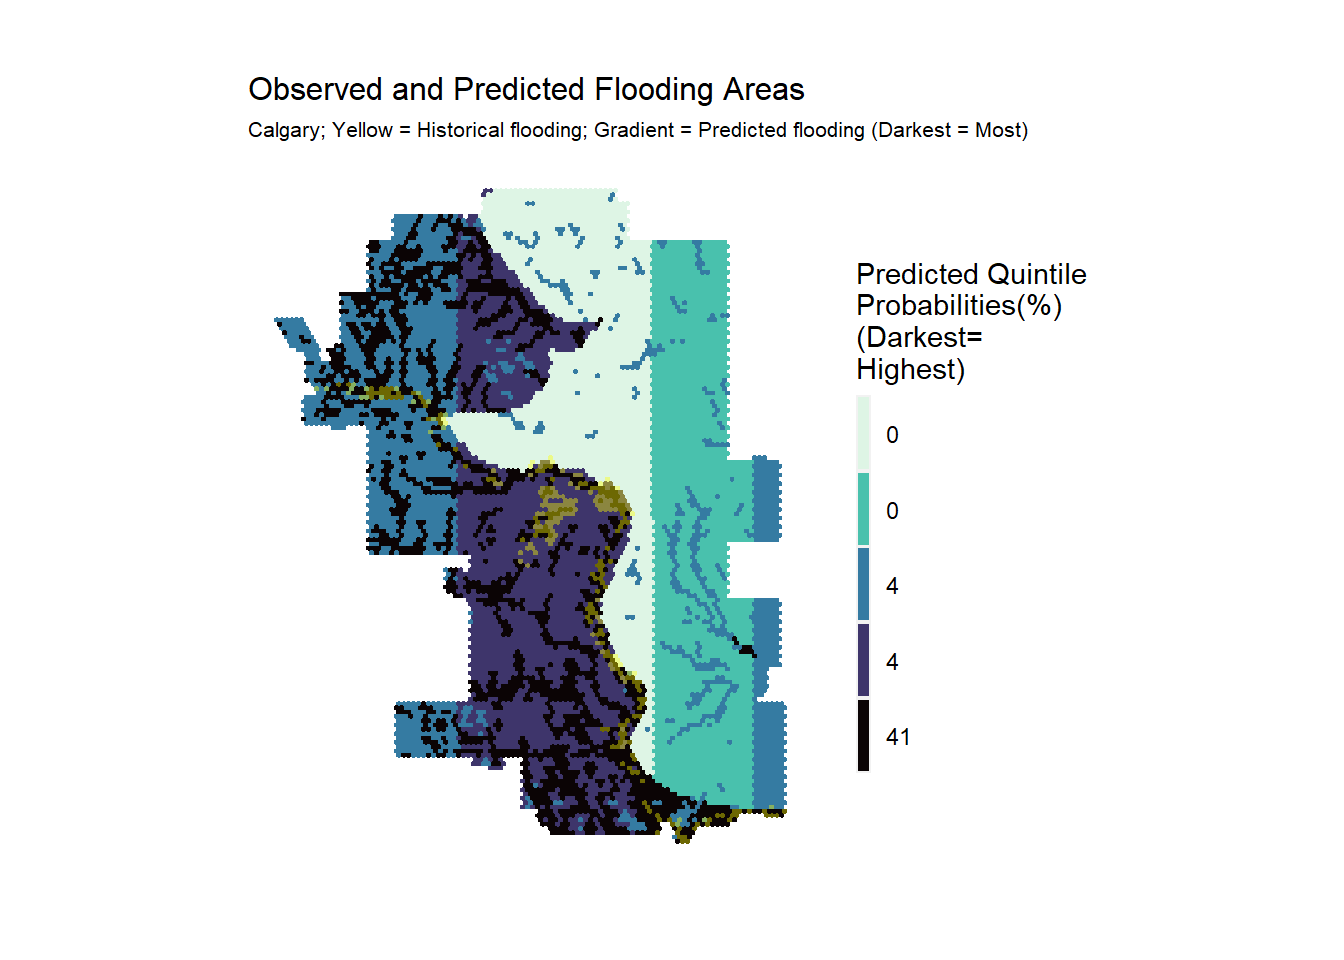 Observed and Predicted Flooding Areas
Calgary; Yellow = Historical flooding; Gradient = Predicted flooding (Darkest = Most)
Predicted Quintile
Probabilities(%)
(Darkest=
Highest)
0
0
4
4
41